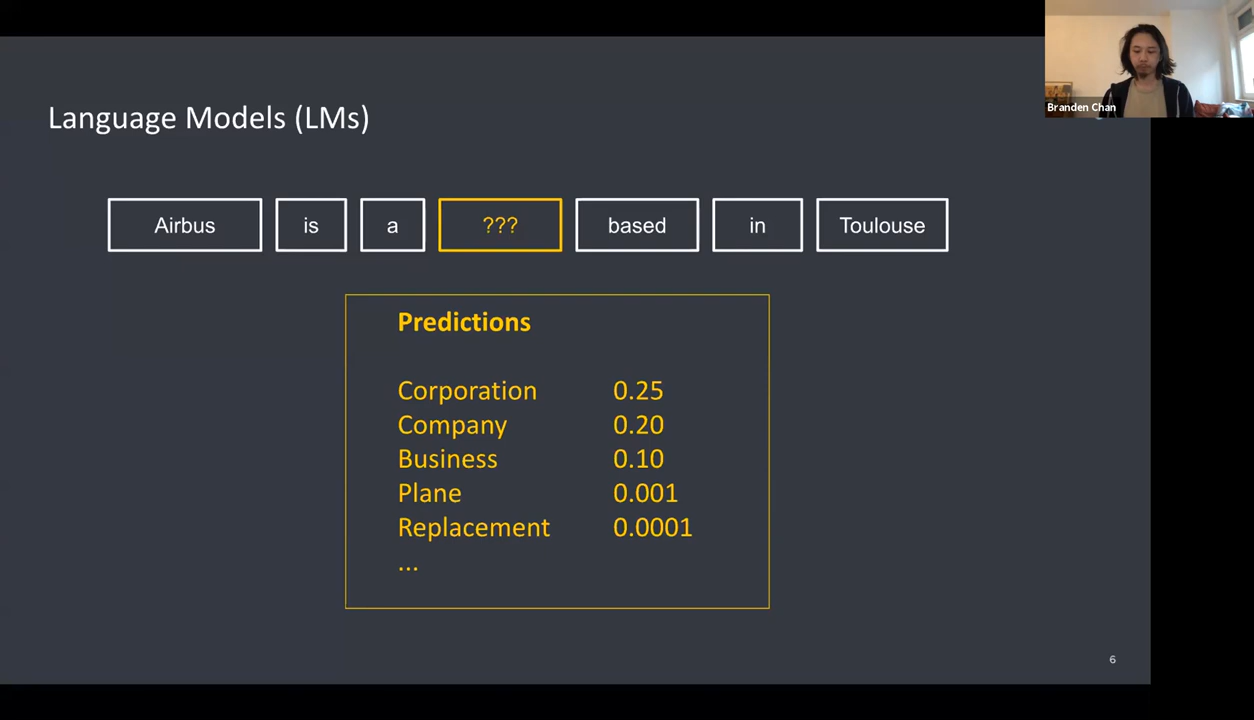 Branden Chan
Language Models (LMs)
Airbus is a ??? based in Toulouse
Predictions
Corporation 0.25
Company 0.20
Business 0.10
Plane 0.001
Replacement 0.0001
...
6